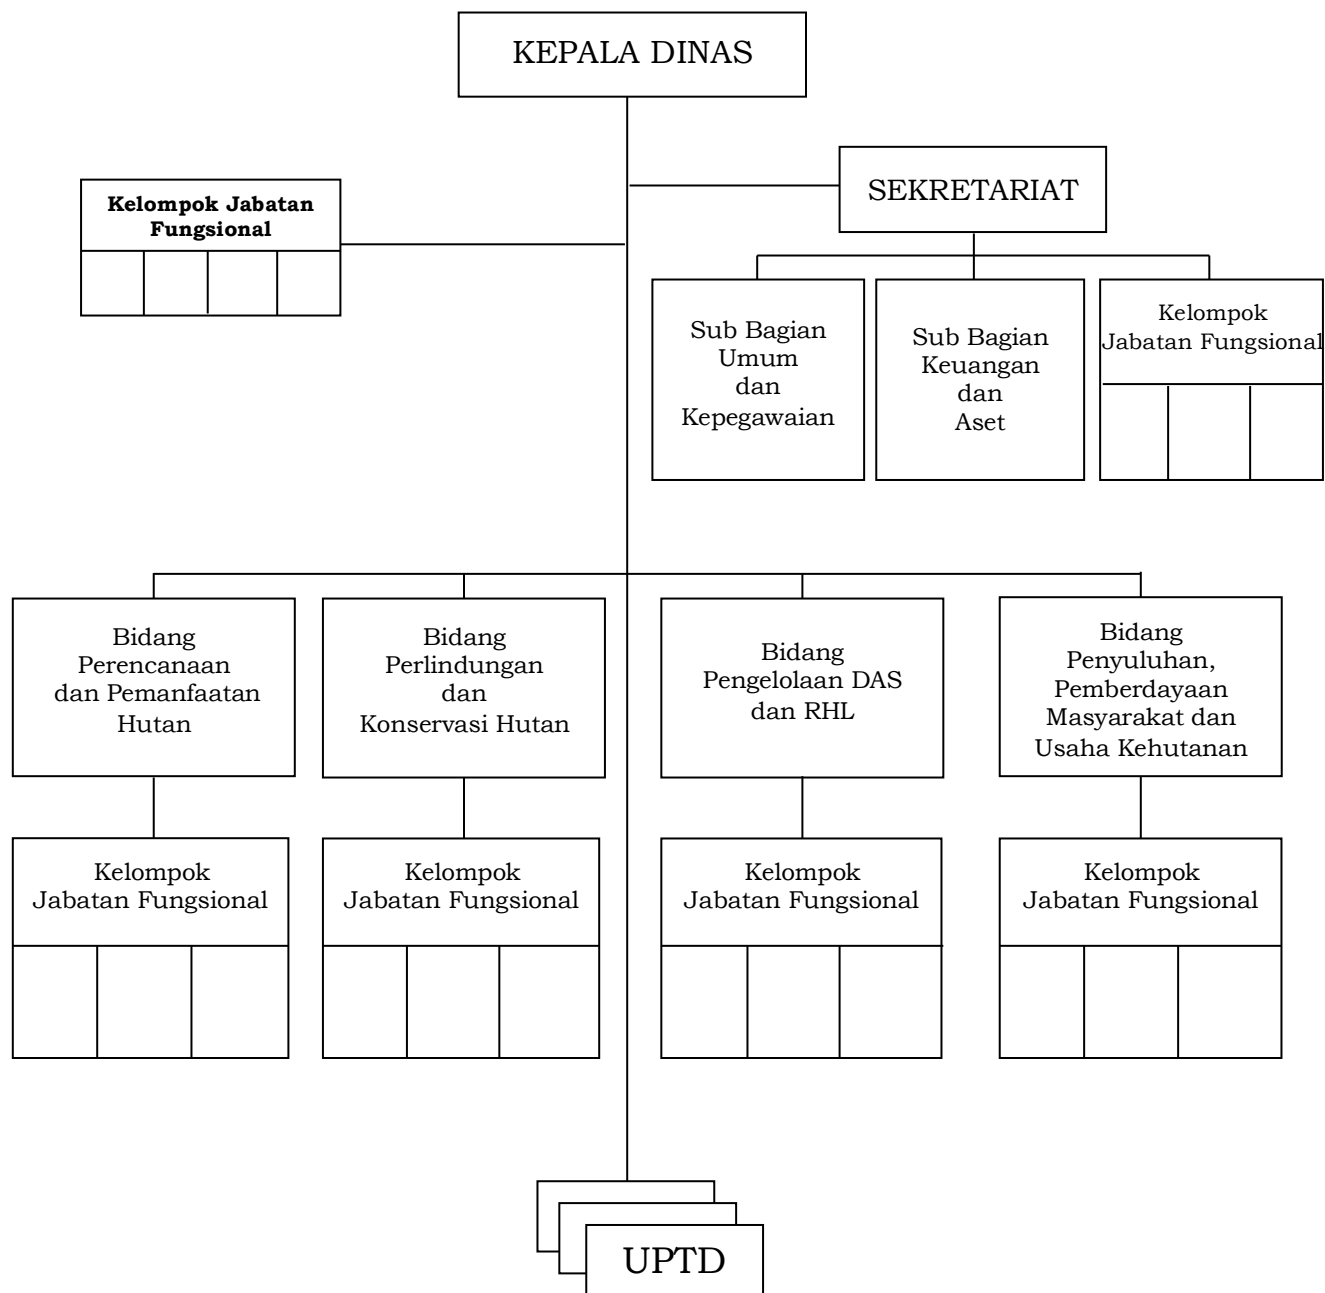 KEPALA DINAS
SEKRETARIAT
Kelompok Jabatan
Fungsional
Sub Bagian
Umum
dan
Kepegawaian
Sub Bagian
Keuangan
dan
Aset
Kelompok
Jabatan Fungsional
Bidang
Perencanaan
dan Pemanfaatan
Hutan
Bidang
Perlindungan
dan
Konservasi Hutan
Bidang
Pengelolaan DAS
dan RHL
Bidang
Penyuluhan,
Pemberdayaan
Masyarakat dan
Usaha Kehutanan
Kelompok
Jabatan Fungsional
Kelompok
Jabatan Fungsional
Kelompok
Jabatan Fungsional
Kelompok
Jabatan Fungsional
UPTD